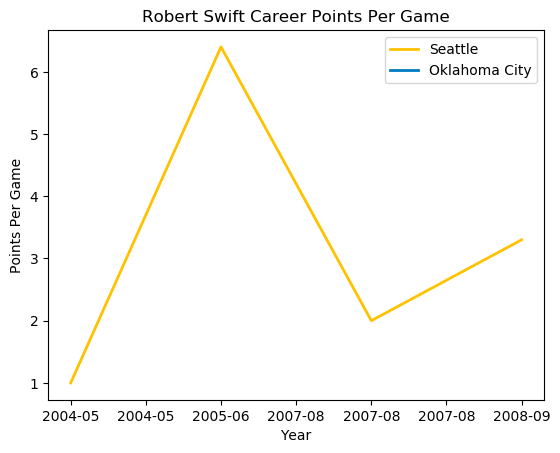 Robert Swift Career Points Per Game
Seattle
Oklahoma City
Points Per Game
6
5
4
3
2
1
2004-05 2004-05 2005-06 2007-08 2007-08 2007-08 2008-09
Year